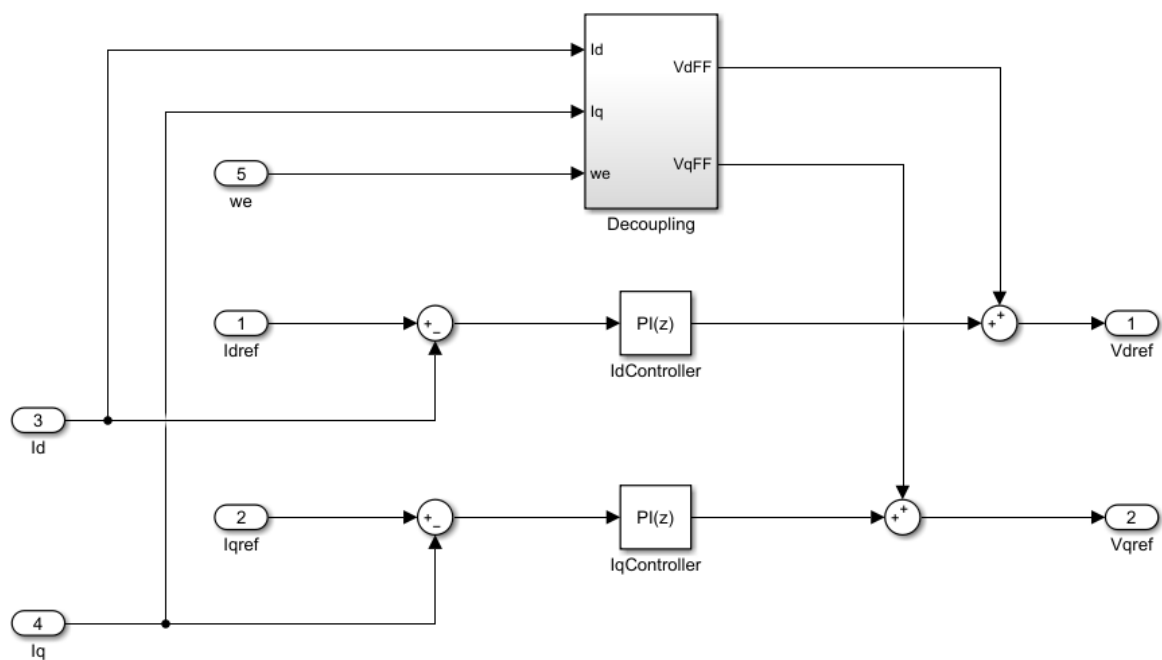 Id
VdFF
Iq
VqFF
5
we
we
Decoupling
1
Idref
+
−
PI(z)
IdController
+
+
1
Vdref
3
Id
2
Iqref
+
−
PI(z)
IqController
+
+
2
Vqref
4
Iq